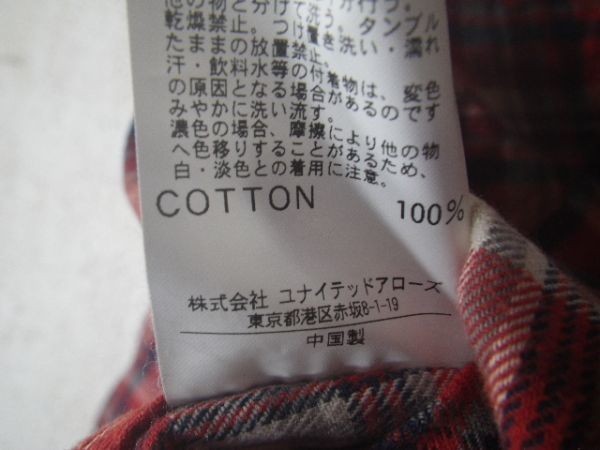 他の物と分けて洗う。タンブル
乾燥禁止。つけ置き洗い・濡れ
たままの放置禁止。
汗・飲料水等の付着物は、変色
の原因となる場合があるのです
みやかに洗い流す。
濃色の場合、摩擦により他の物
へ色移りすることがあるため、
白・淡色との着用に注意。
COTTON 100%
株式会社 ユナイテッドアローズ
東京都港区赤坂8-1-19
中国製